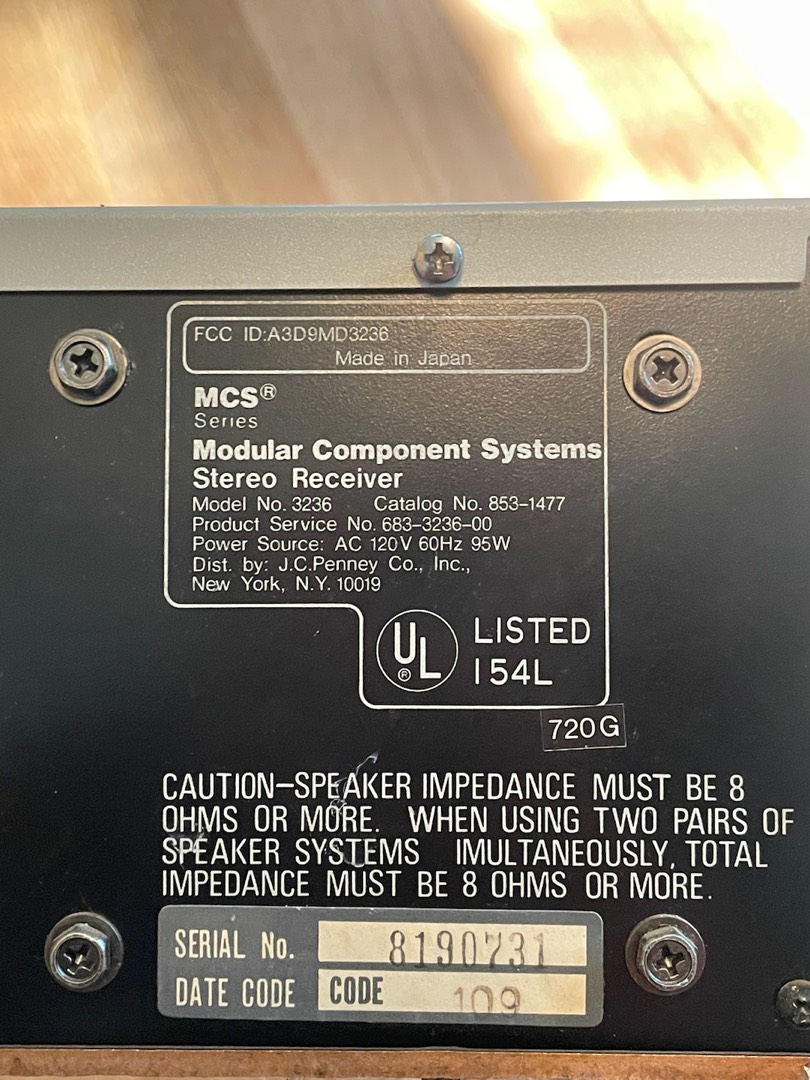 FCC ID:A3D9MD3236
Made in Japan
MCS®
Series
Modular Component Systems
Stereo Receiver
Model No. 3236 Catalog No. 853-1477
Product Service No. 683-3236-00
Power Source: AC 120V 60Hz 95W
Dist. by: J.C.Penney Co., Inc.,
New York, N.Y. 10019
UL® LISTED
154L
720G
CAUTION-SPEAKER IMPEDANCE MUST BE 8
OHMS OR MORE. WHEN USING TWO PAIRS OF
SPEAKER SYSTEMS IMULTANEOUSLY, TOTAL
IMPEDANCE MUST BE 8 OHMS OR MORE.
SERIAL No. 8190731
DATE CODE CODE 109